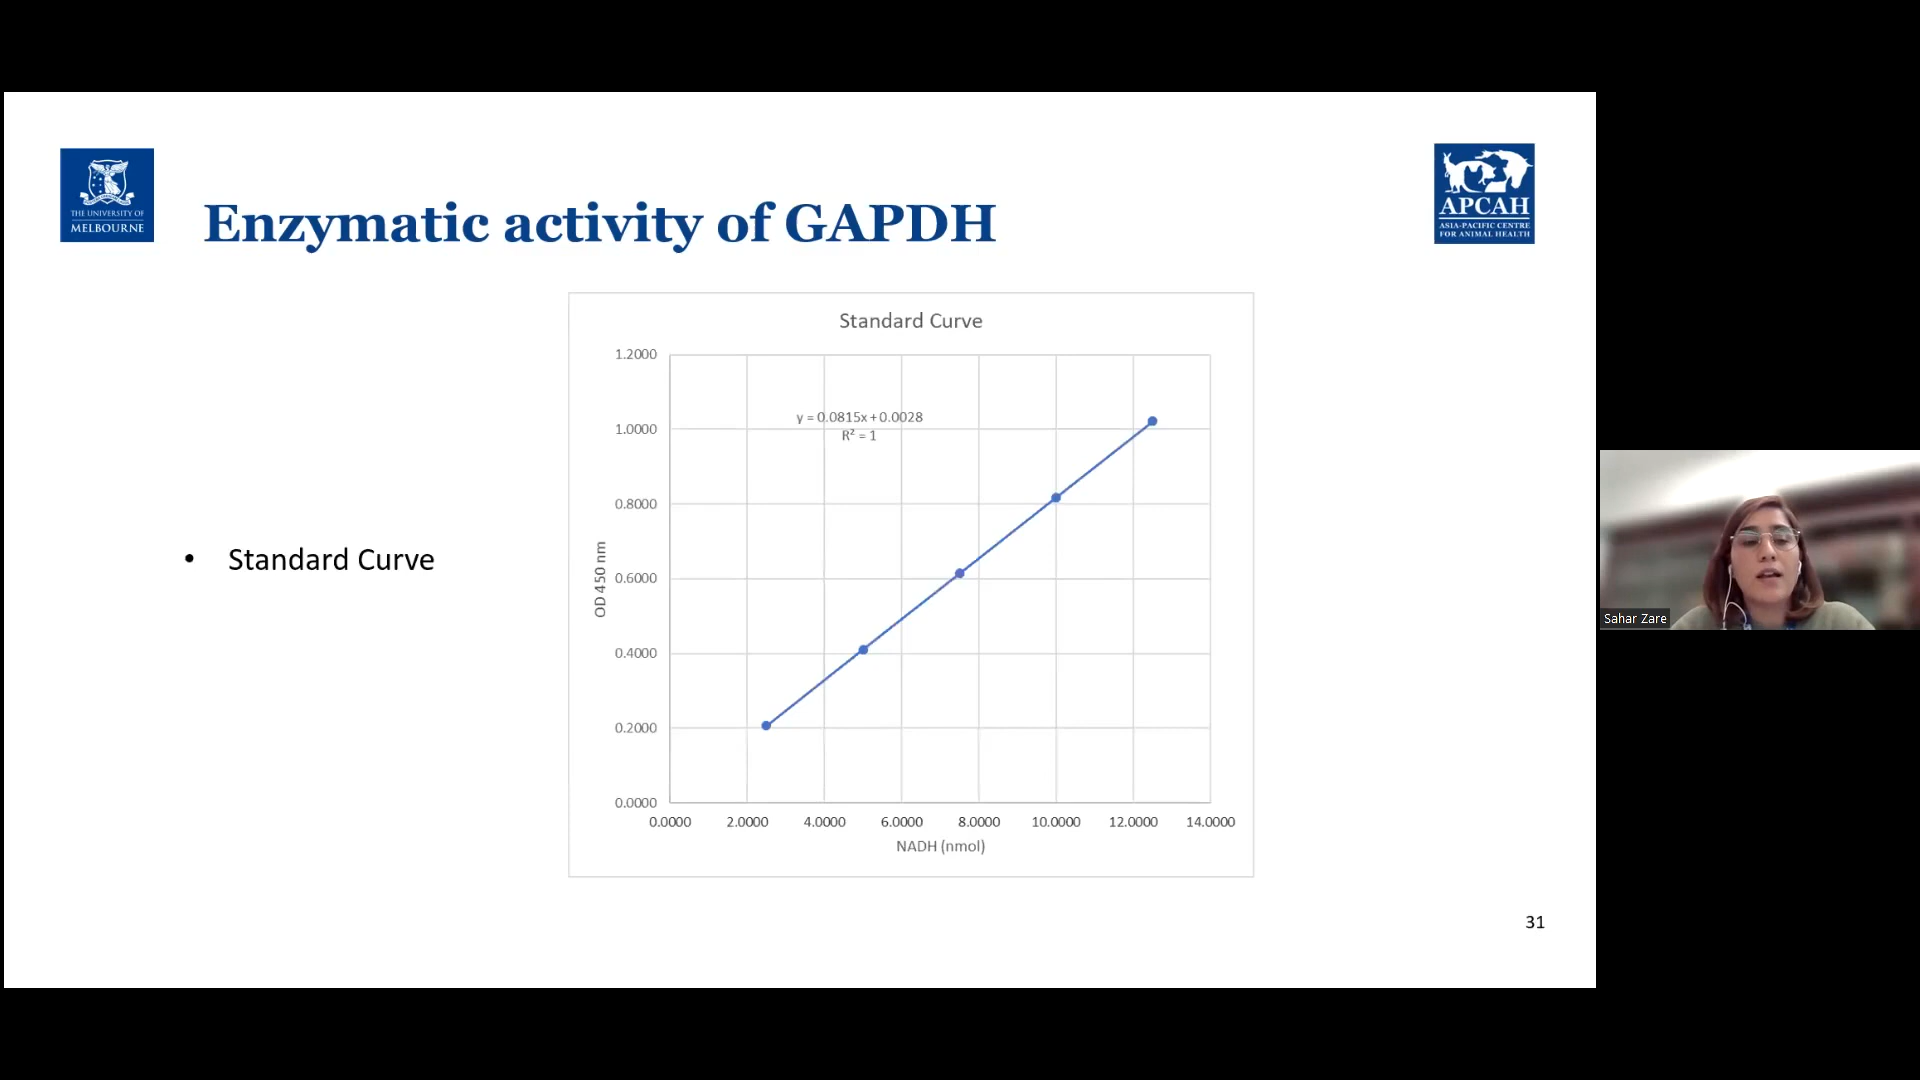 THE UNIVERSITY OF
MELBOURNE
Enzymatic activity of GAPDH
APCAH
ASIA-PACIFIC CENTRE
FOR ANIMAL HEALTH
Standard Curve
1.2000
1.0000
0.8000
0.6000
0.4000
0.2000
0.0000
OD 450 nm
y = 0.0815x + 0.0028
R² = 1
0.0000 2.0000 4.0000 6.0000 8.0000 10.0000 12.0000 14.0000
NADH (nmol)
• Standard Curve
Sahar Zare
31